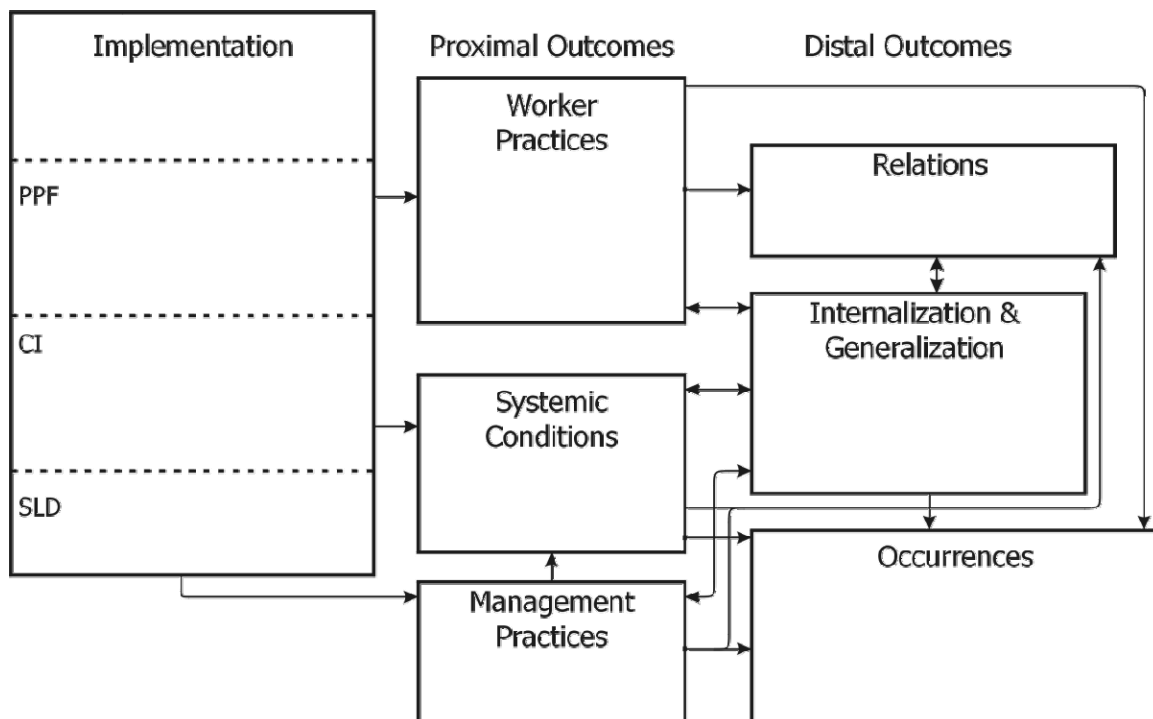 Implementation
PPF
CI
SLD
Proximal Outcomes
Worker
Practices
Systemic
Conditions
Management
Practices
Distal Outcomes
Relations
Internalization &
Generalization
Occurrences